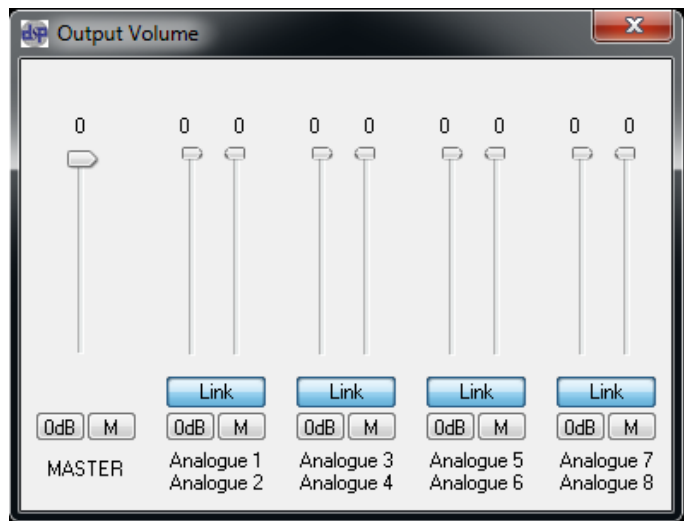 dsp Output Volume
0 0 0 0 0 0 0 0 0
Link Link Link Link
0dB M 0dB M 0dB M 0dB M 0dB M
MASTER
Analogue 1 Analogue 3 Analogue 5 Analogue 7
Analogue 2 Analogue 4 Analogue 6 Analogue 8